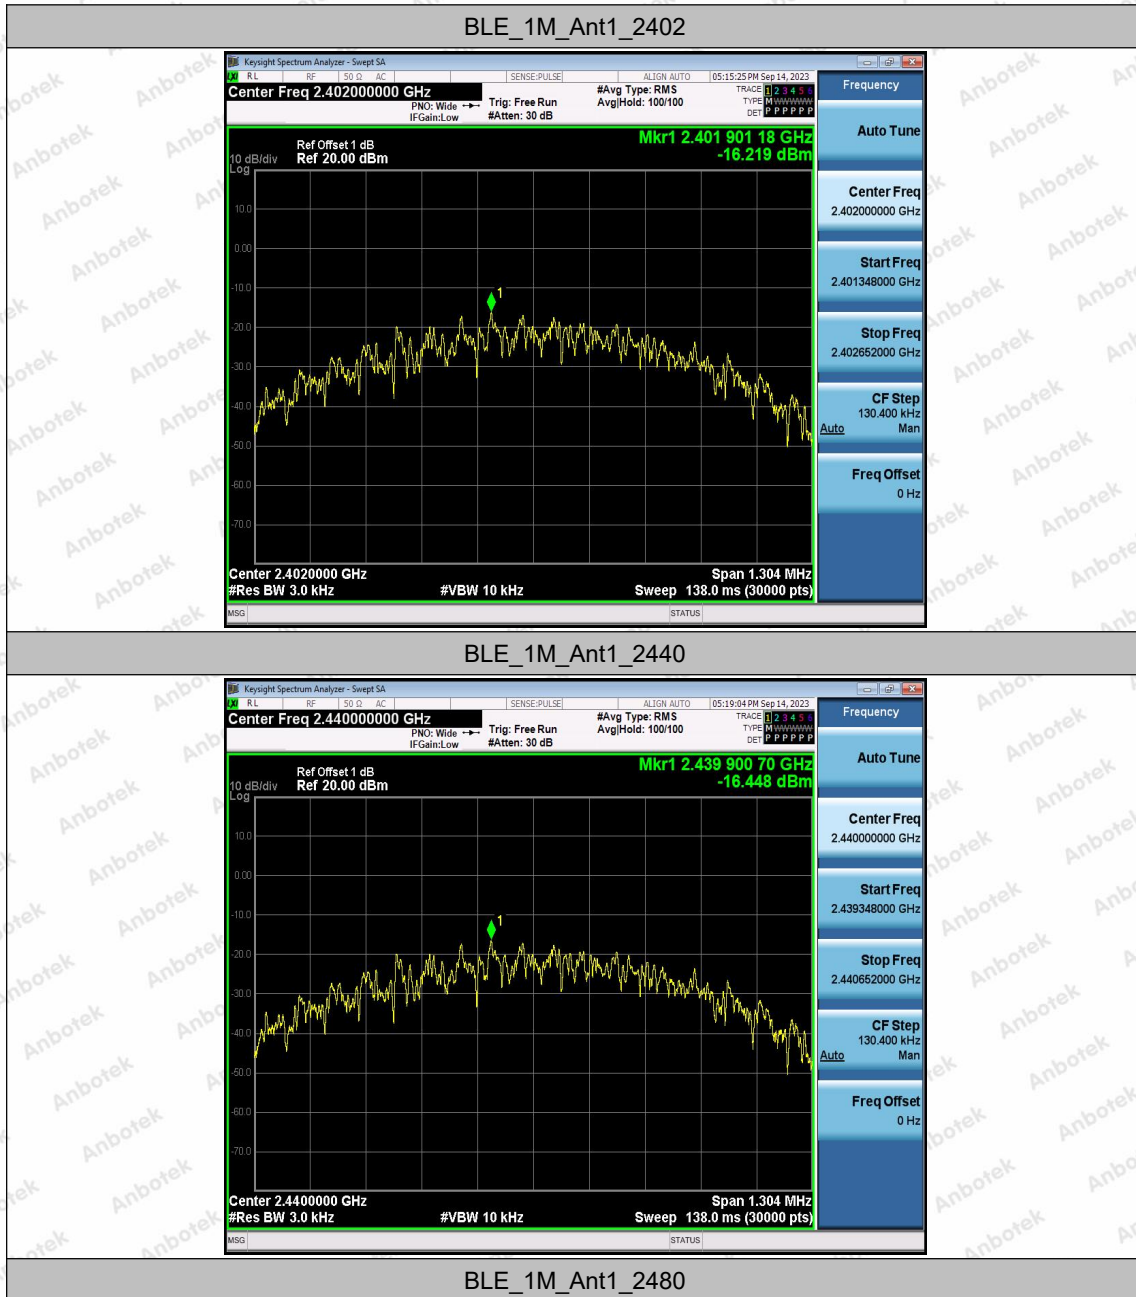 BLE_1M_Ant1_2402
Keysight Spectrum Analyzer - Swept SA
RL RF 50 Ω AC SENSE:PULSE ALIGN AUTO 05:15:25 PM Sep 14, 2023
Center Freq 2.402000000 GHz
PNO: Wide
IFGain:Low
Trig: Free Run
#Atten: 30 dB
#Avg Type: RMS
Avg|Hold: 100/100
TRACE 1 2 3 4 5 6
TYPE M WWWWW
DET P P P P P P
Frequency
Mkr1 2.401 901 18 GHz
-16.219 dBm
Ref Offset 1 dB
10 dB/div Ref 20.00 dBm
Log
10.0
0.00
-10.0
-20.0
-30.0
-40.0
-50.0
-60.0
-70.0
1
Center 2.4020000 GHz
Span 1.304 MHz
#Res BW 3.0 kHz
#VBW 10 kHz
Sweep 138.0 ms (30000 pts)
MSG
STATUS
Auto Tune
Center Freq
2.402000000 GHz
Start Freq
2.401348000 GHz
Stop Freq
2.402652000 GHz
CF Step
130.400 kHz
Auto Man
Freq Offset
0 Hz
BLE_1M_Ant1_2440
Keysight Spectrum Analyzer - Swept SA
RL RF 50 Ω AC SENSE:PULSE ALIGN AUTO 05:19:04 PM Sep 14, 2023
Center Freq 2.440000000 GHz
PNO: Wide
IFGain:Low
Trig: Free Run
#Atten: 30 dB
#Avg Type: RMS
Avg|Hold: 100/100
TRACE 1 2 3 4 5 6
TYPE M WWWWW
DET P P P P P P
Frequency
Mkr1 2.439 900 70 GHz
-16.448 dBm
Ref Offset 1 dB
10 dB/div Ref 20.00 dBm
Log
10.0
0.00
-10.0
-20.0
-30.0
-40.0
-50.0
-60.0
-70.0
1
Center 2.4400000 GHz
Span 1.304 MHz
#Res BW 3.0 kHz
#VBW 10 kHz
Sweep 138.0 ms (30000 pts)
MSG
STATUS
Auto Tune
Center Freq
2.440000000 GHz
Start Freq
2.439348000 GHz
Stop Freq
2.440652000 GHz
CF Step
130.400 kHz
Auto Man
Freq Offset
0 Hz
BLE_1M_Ant1_2480
Anbotek